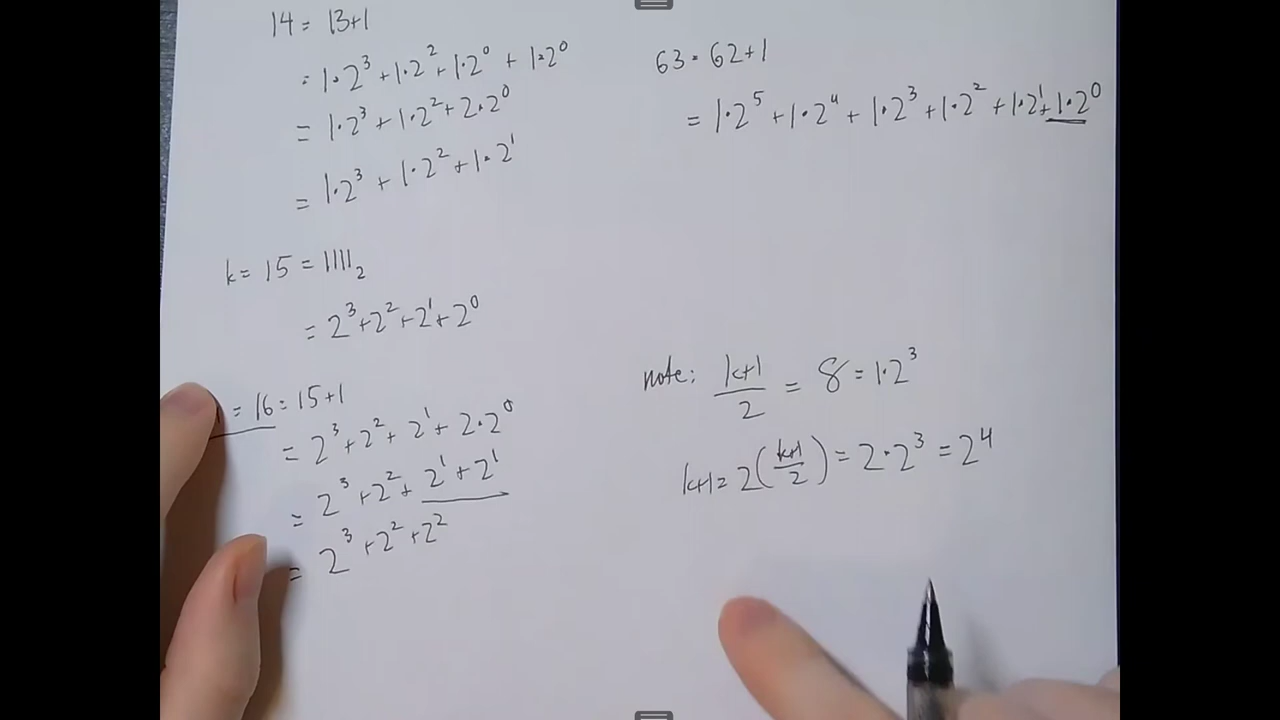 14 = 13+1
= 1·2³ + 1·2² + 1·2⁰ + 1·2⁰
= 1·2³ + 1·2² + 2·2⁰
= 1·2³ + 1·2² + 1·2¹
k = 15 = 1111₂
= 2³+2²+2¹+2⁰
= 16 = 15+1
= 2³+2²+2¹+2·2⁰
= 2³+2²+2¹+2¹
= 2³+2²+2²
63 = 62+1
= 1·2⁵ + 1·2⁴ + 1·2³ + 1·2² + 1·2¹ + 1·2⁰
note: (k+1)/2 = 8 = 1·2³
k+1 = 2((k+1)/2) = 2·2³ = 2⁴